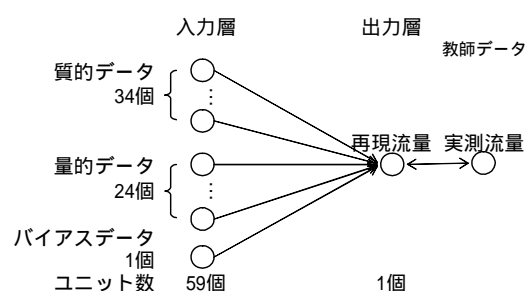 入力層 出力層
教師データ
質的データ
34個
再現流量 実測流量
量的データ
24個
バイアスデータ
1個
ユニット数 59個 1個